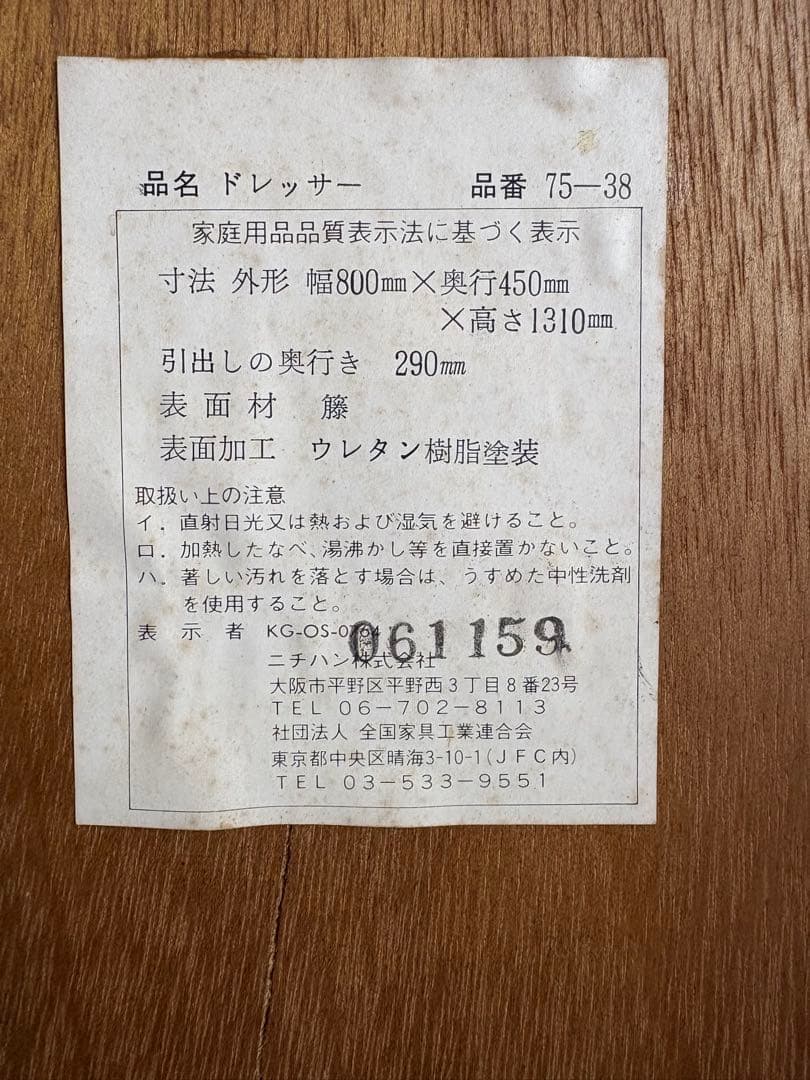 品名 ドレッサー 品番 75—38
家庭用品品質表示法に基づく表示
寸法 外形 幅800mm×奥行450mm
×高さ1310mm
引出しの奥行き 290mm
表面材 籐
表面加工 ウレタン樹脂塗装
取扱い上の注意
イ．直射日光又は熱および湿気を避けること。
ロ．加熱したなべ、湯沸かし等を直接置かないこと。
ハ．著しい汚れを落とす場合は、うすめた中性洗剤
を使用すること。
表示者 KG-OS-0764
061159
ニチハン株式会社
大阪市平野区平野西3丁目8番23号
TEL 06-702-8113
社団法人 全国家具工業連合会
東京都中央区晴海3-10-1(JFC内)
TEL 03-533-9551